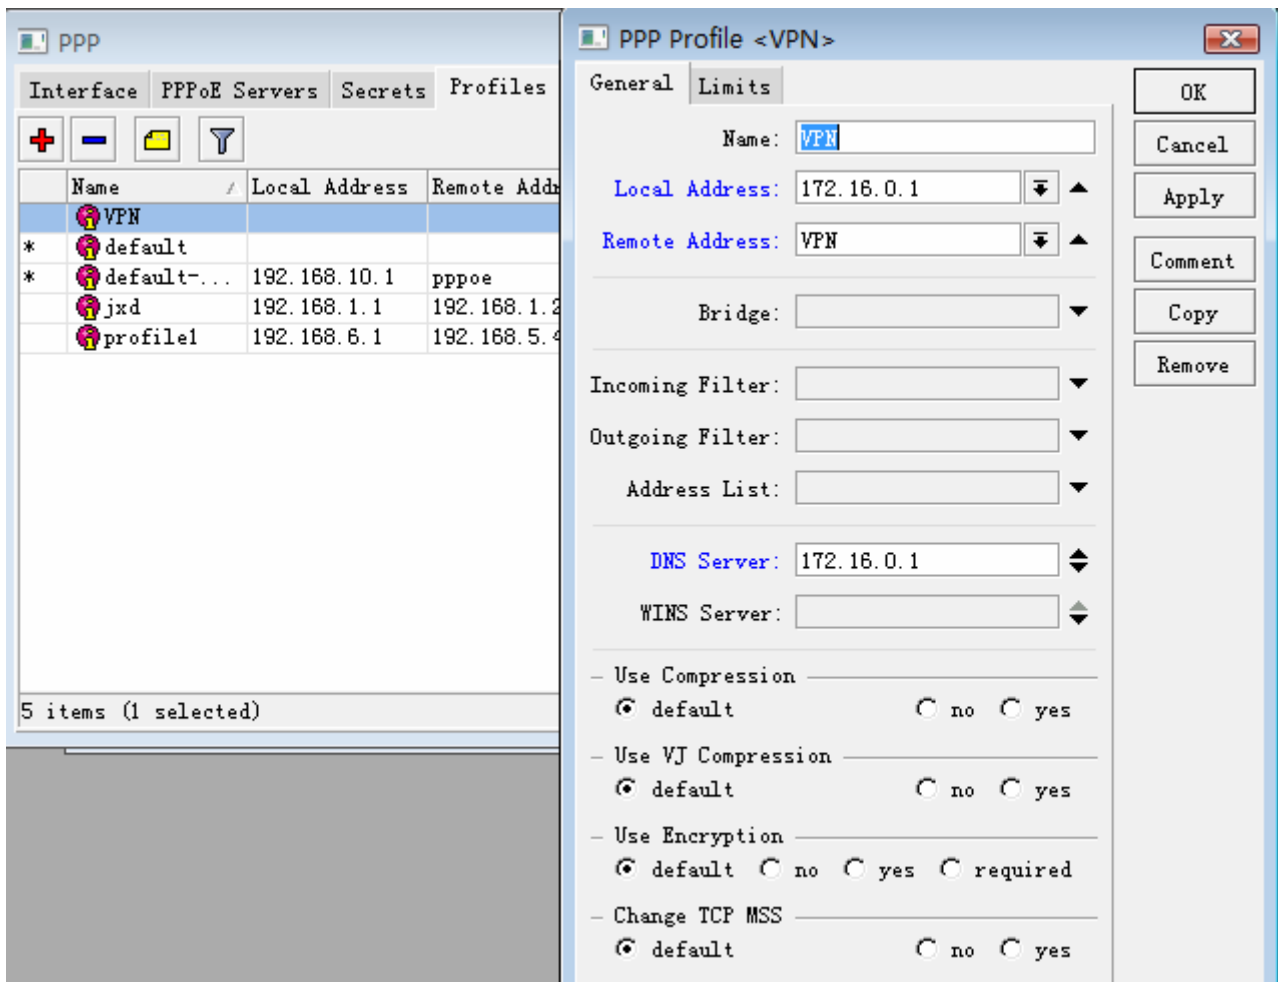 PPP
Interface PPPoE Servers Secrets Profiles
Name Local Address Remote Addr
VPN
* default
* default-... 192.168.10.1 pppoe
jxd 192.168.1.1 192.168.1.2
profile1 192.168.6.1 192.168.5.4
5 items (1 selected)
PPP Profile <VPN>
General Limits
Name: VPN
Local Address: 172.16.0.1
Remote Address: VPN
Bridge:
Incoming Filter:
Outgoing Filter:
Address List:
DNS Server: 172.16.0.1
WINS Server:
Use Compression
default no yes
Use VJ Compression
default no yes
Use Encryption
default no yes required
Change TCP MSS
default no yes
OK
Cancel
Apply
Comment
Copy
Remove